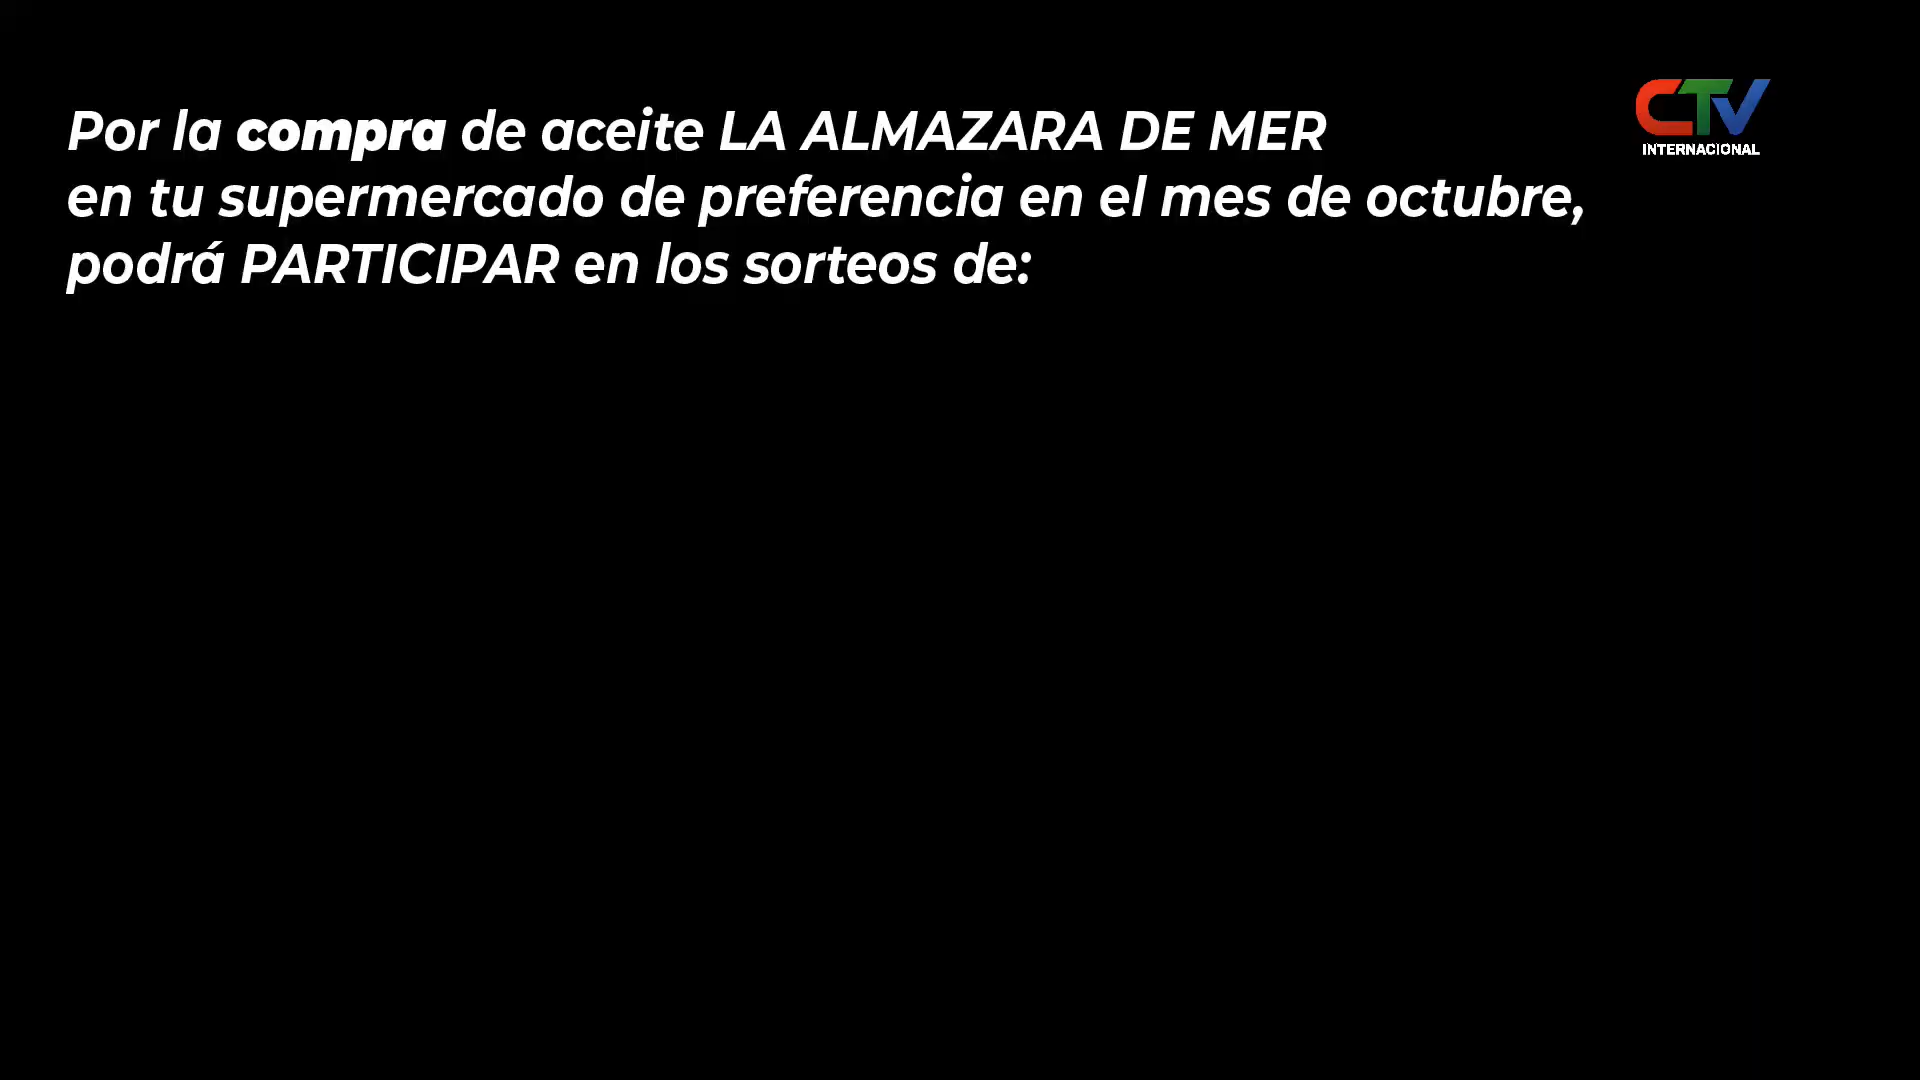 Por la compra de aceite LA ALMAZARA DE MER
en tu supermercado de preferencia en el mes de octubre,
podrá PARTICIPAR en los sorteos de:
CTV
INTERNACIONAL